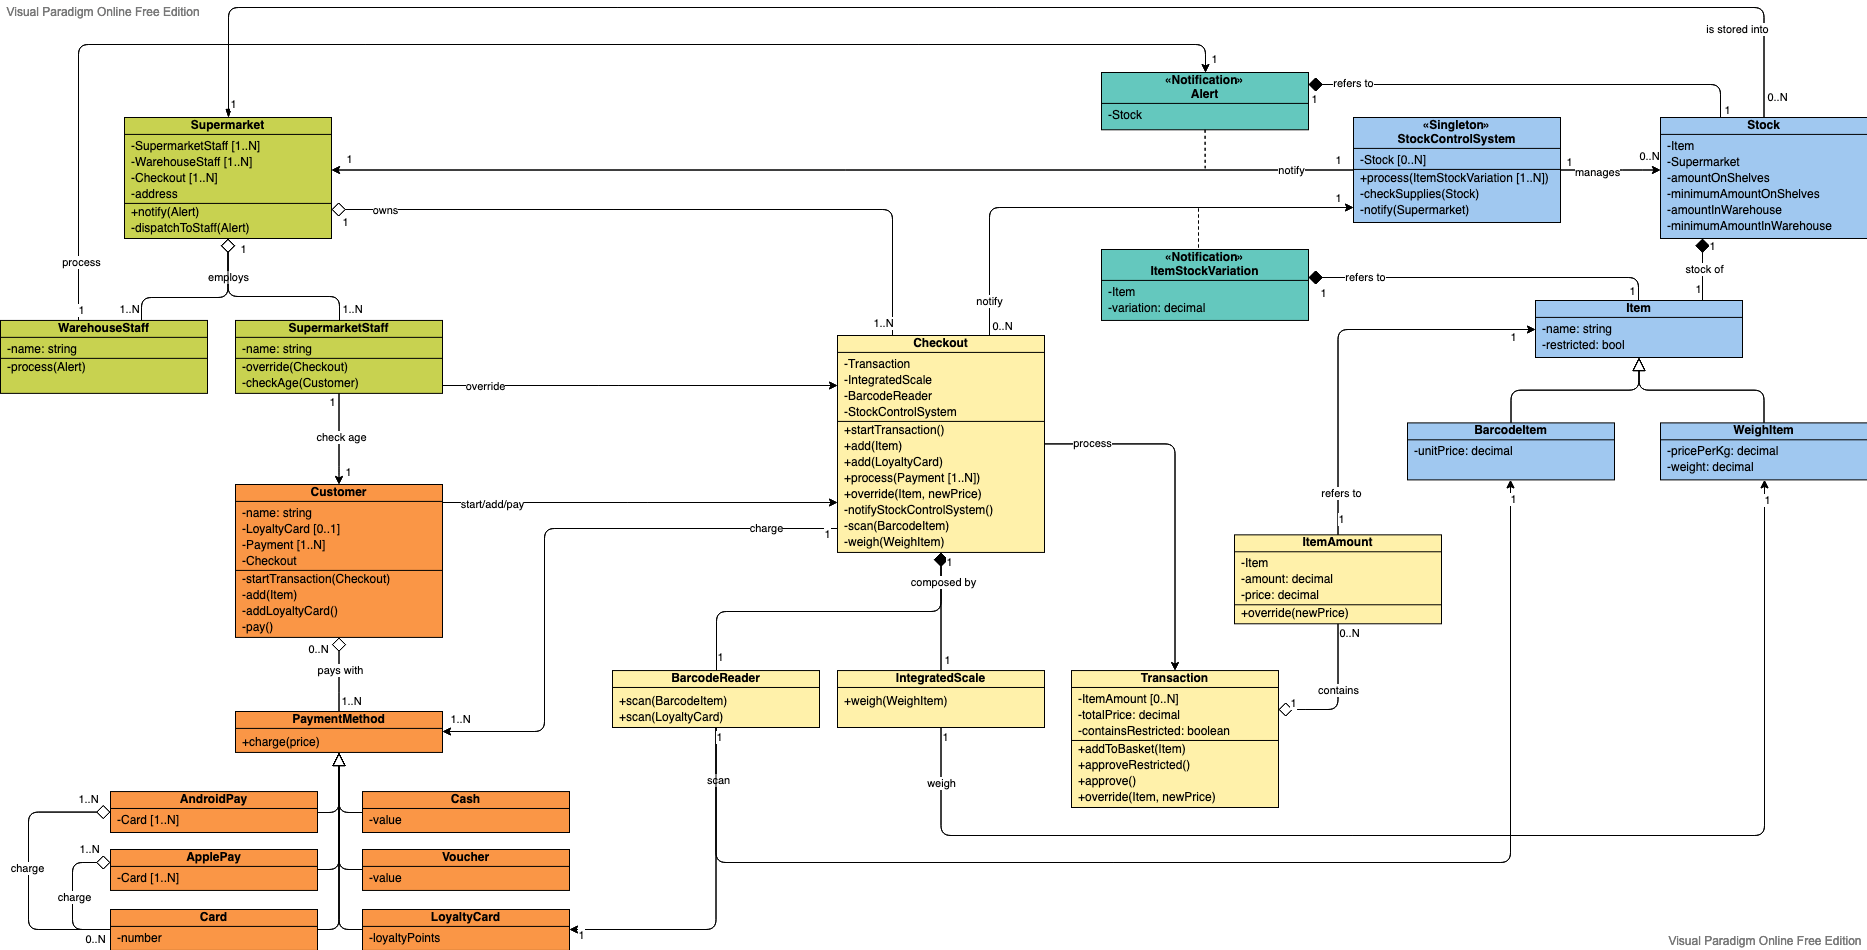 Visual Paradigm Online Free Edition
is stored into
1
0..N
1
«Notification»
Alert
-Stock
1
refers to
1
Supermarket
-SupermarketStaff [1..N]
-WarehouseStaff [1..N]
-Checkout [1..N]
-address
+notify(Alert)
-dispatchToStaff(Alert)
1
notify
1
«Singleton»
StockControlSystem
-Stock [0..N]
+process(ItemStockVariation [1..N])
-checkSupplies(Stock)
-notify(Supermarket)
1
manages
0..N
1
Stock
-Item
-Supermarket
-amountOnShelves
-minimumAmountOnShelves
-amountInWarehouse
-minimumAmountInWarehouse
1
owns
1..N
1
employs
1..N
1..N
process
1
1
stock of
1
«Notification»
ItemStockVariation
-Item
-variation: decimal
refers to
1
1
notify
0..N
Item
-name: string
-restricted: bool
WarehouseStaff
-name: string
-process(Alert)
SupermarketStaff
-name: string
-override(Checkout)
-checkAge(Customer)
override
1
check age
1
Checkout
-Transaction
-IntegratedScale
-BarcodeReader
-StockControlSystem
+startTransaction()
+add(Item)
+add(LoyaltyCard)
+process(Payment [1..N])
+override(Item, newPrice)
-notifyStockControlSystem()
-scan(BarcodeItem)
-weigh(WeighItem)
process
1
refers to
1
BarcodeItem
-unitPrice: decimal
1
WeighItem
-pricePerKg: decimal
-weight: decimal
1
Customer
-name: string
-LoyaltyCard [0..1]
-Payment [1..N]
-Checkout
-startTransaction(Checkout)
-add(Item)
-addLoyaltyCard()
-pay()
start/add/pay
charge
1
1..N
1
composed by
1
1
ItemAmount
-Item
-amount: decimal
-price: decimal
+override(newPrice)
0..N
contains
1
0..N
pays with
1..N
BarcodeReader
+scan(BarcodeItem)
+scan(LoyaltyCard)
1
scan
IntegratedScale
+weigh(WeighItem)
1
weigh
Transaction
-ItemAmount [0..N]
-totalPrice: decimal
-containsRestricted: boolean
+addToBasket(Item)
+approveRestricted()
+approve()
+override(Item, newPrice)
PaymentMethod
+charge(price)
1..N
AndroidPay
-Card [1..N]
Cash
-value
1..N
ApplePay
-Card [1..N]
Voucher
-value
charge
charge
0..N
Card
-number
LoyaltyCard
-loyaltyPoints
1
Visual Paradigm Online Free Edition